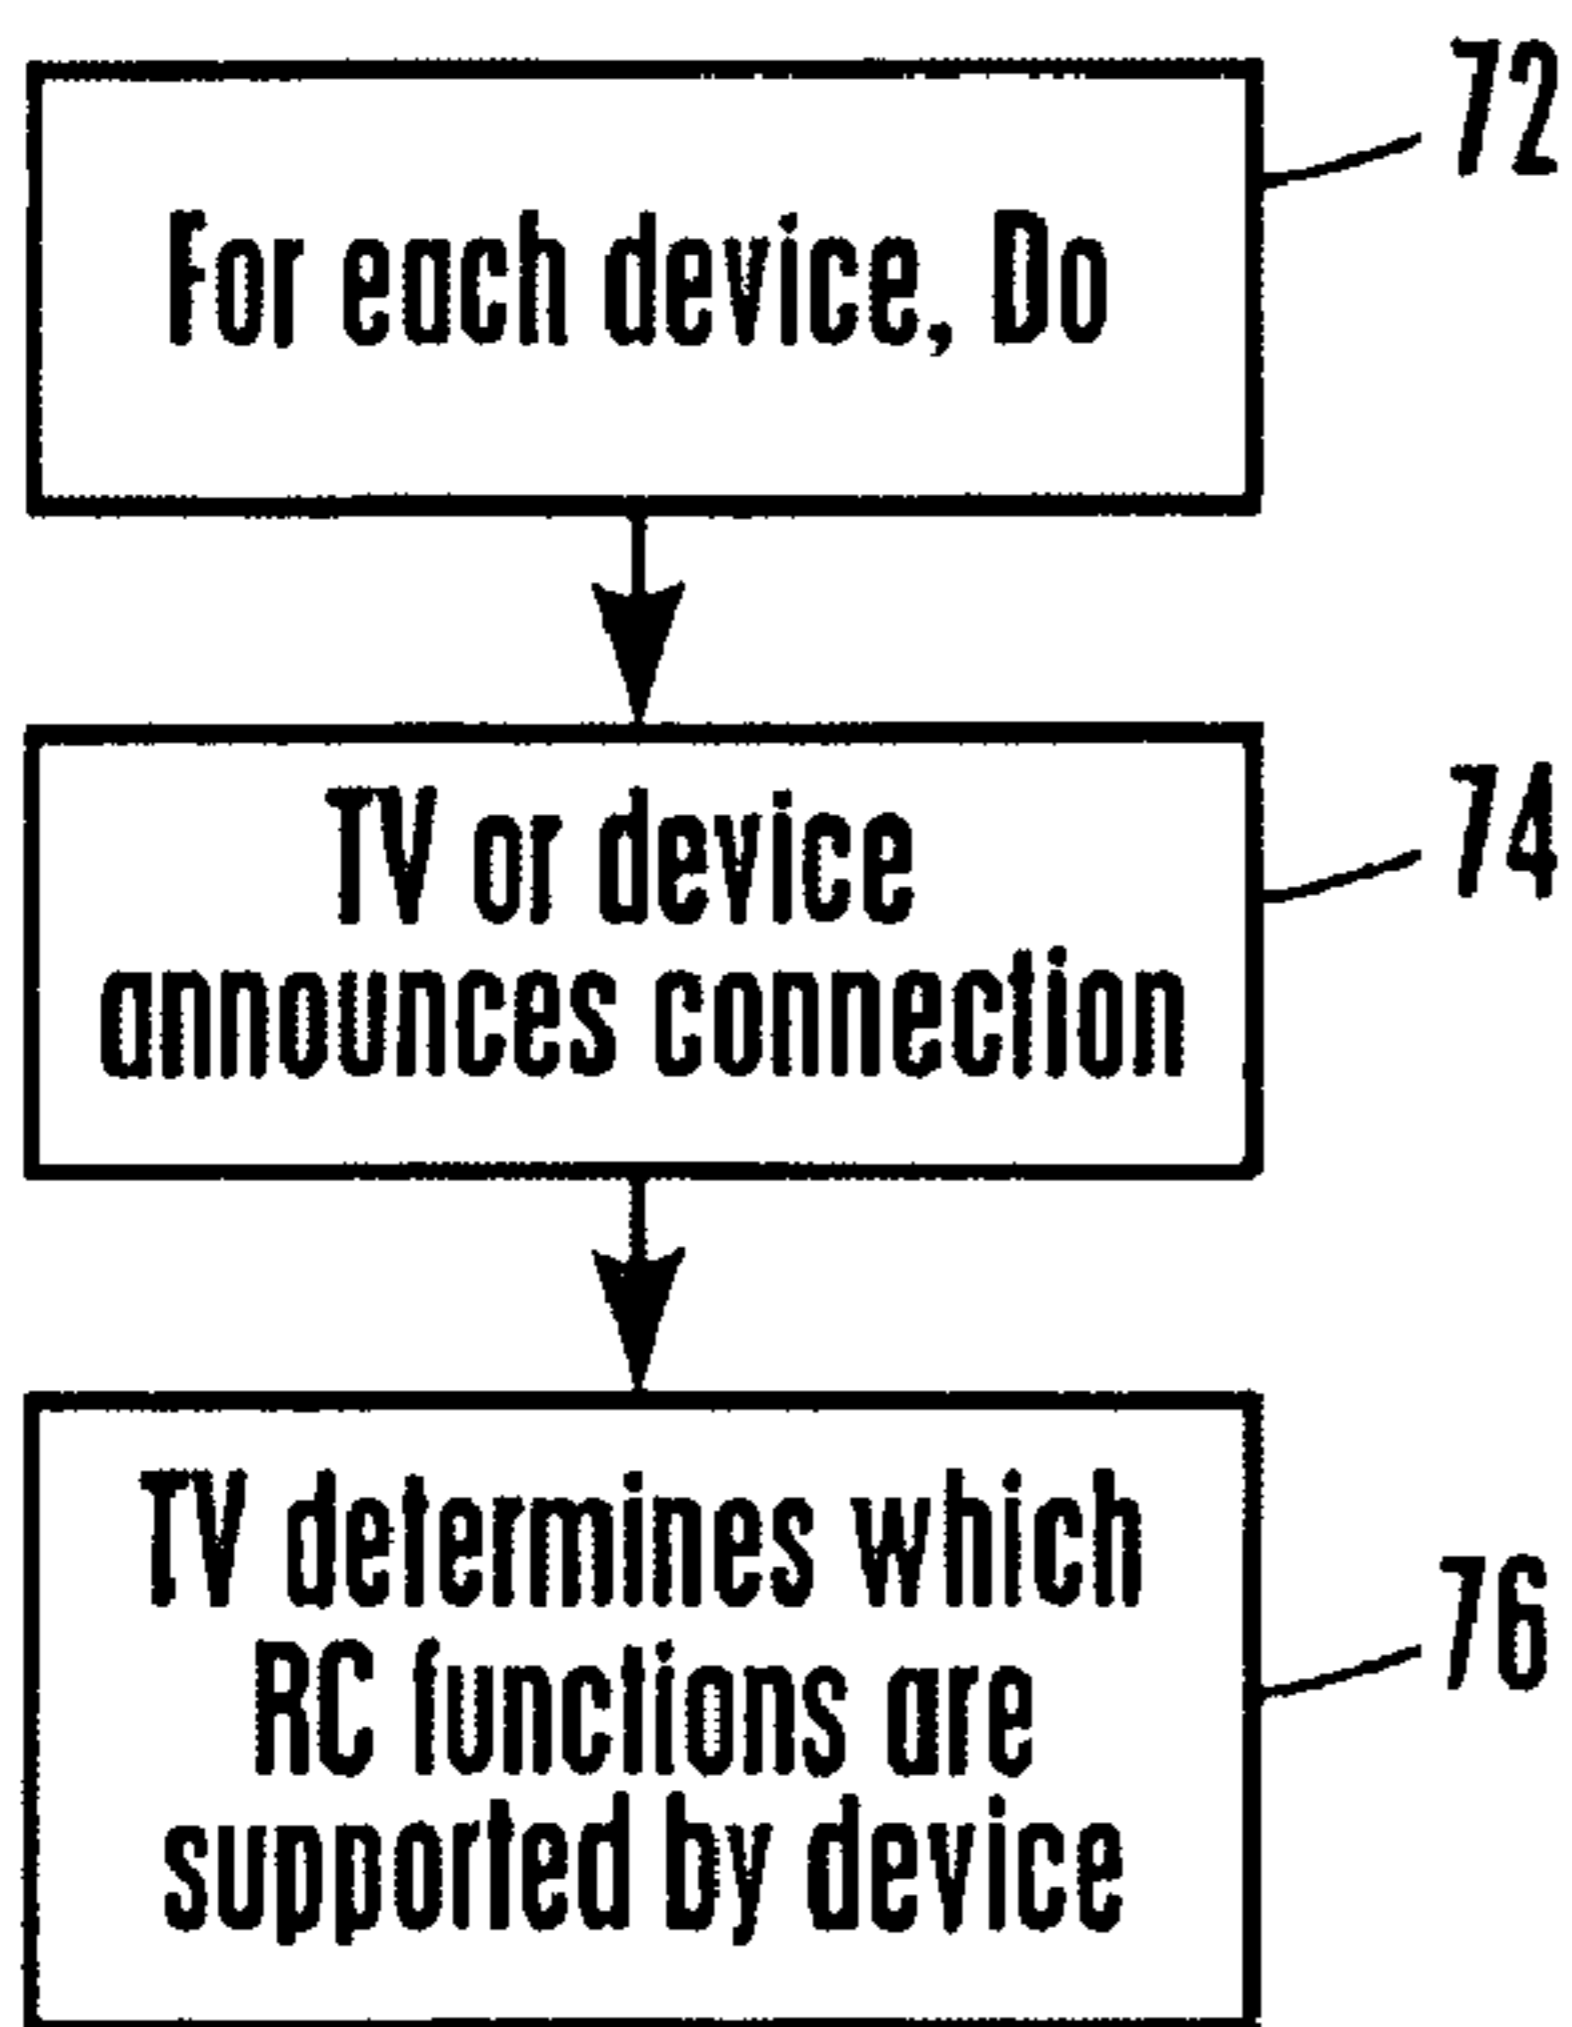 72
For each device, Do
74
TV or device
announces connection
76
TV determines which
RC functions are
supported by device